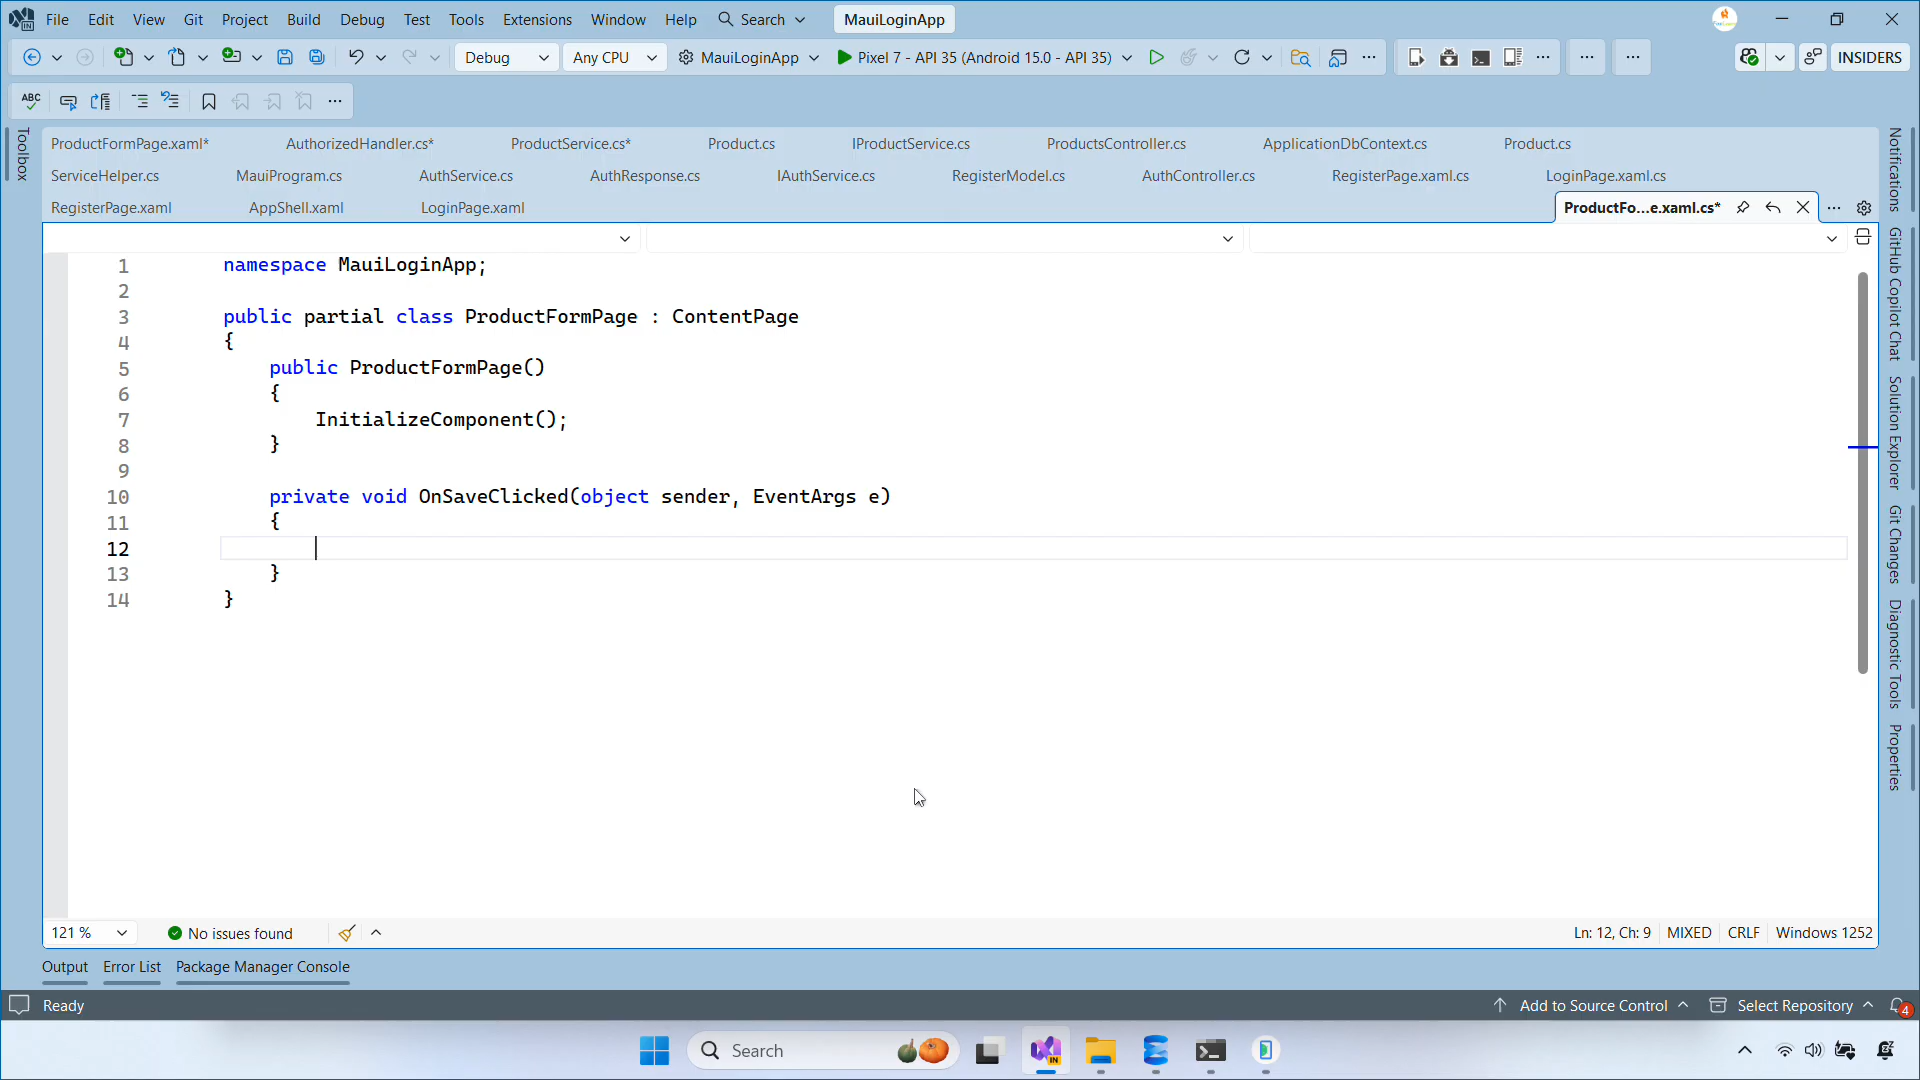 File Edit View Git Project Build Debug Test Tools Extensions Window Help Search MauiLoginApp
Debug Any CPU MauiLoginApp Pixel 7 - API 35 (Android 15.0 - API 35) INSIDERS
ABC
ProductFormPage.xaml* AuthorizedHandler.cs* ProductService.cs* Product.cs IProductService.cs ProductsController.cs ApplicationDbContext.cs Product.cs
ServiceHelper.cs MauiProgram.cs AuthService.cs AuthResponse.cs IAuthService.cs RegisterModel.cs AuthController.cs RegisterPage.xaml.cs LoginPage.xaml.cs
RegisterPage.xaml AppShell.xaml LoginPage.xaml ProductFo...e.xaml.cs*
Toolbox
1 namespace MauiLoginApp;
2
3 public partial class ProductFormPage : ContentPage
4 {
5 public ProductFormPage()
6 {
7 InitializeComponent();
8 }
9
10 private void OnSaveClicked(object sender, EventArgs e)
11 {
12
13 }
14 }
Notifications
GitHub Copilot Chat
Solution Explorer
Git Changes
Diagnostic Tools
Properties
121 % No issues found Ln: 12, Ch: 9 MIXED CRLF Windows 1252
Output Error List Package Manager Console
Ready Add to Source Control Select Repository 4
Search